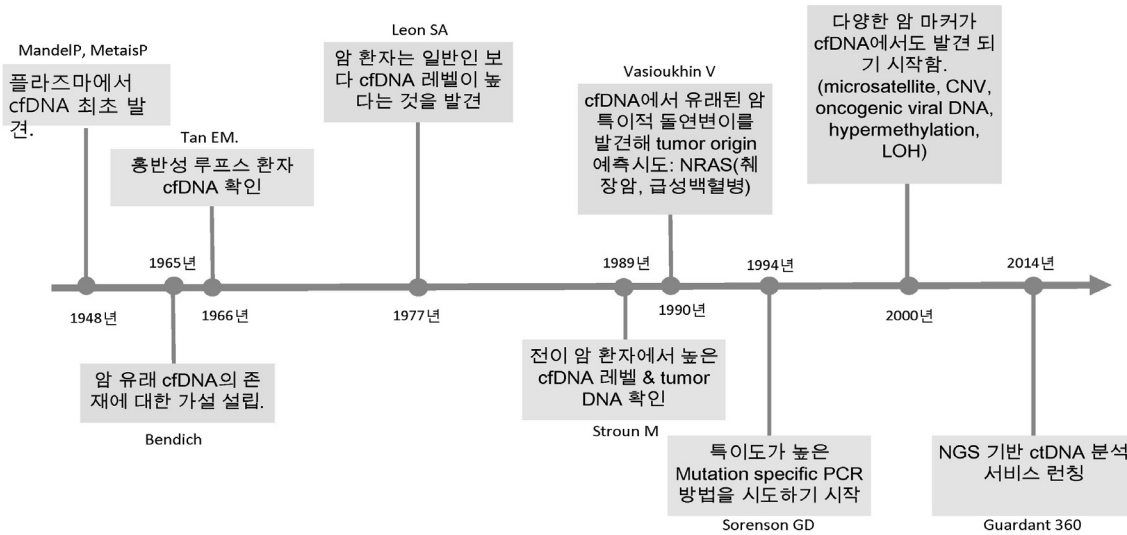 MandelP, MetaisP
플라즈마에서
cfDNA 최초 발
견.
1948년
1965년
암 유래 cfDNA의 존
재에 대한 가설 설립.
Bendich
Tan EM.
홍반성 루프스 환자
cfDNA 확인
1966년
Leon SA
암 환자는 일반인 보
다 cfDNA 레벨이 높
다는 것을 발견
1977년
1989년
전이 암 환자에서 높은
cfDNA 레벨 & tumor
DNA 확인
Stroun M
Vasioukhin V
cfDNA에서 유래된 암
특이적 돌연변이를
발견해 tumor origin
예측시도: NRAS(췌
장암, 급성백혈병)
1990년
1994년
특이도가 높은
Mutation specific PCR
방법을 시도하기 시작
Sorenson GD
다양한 암 마커가
cfDNA에서도 발견 되
기 시작함.
(microsatellite, CNV,
oncogenic viral DNA,
hypermethylation,
LOH)
2000년
2014년
NGS 기반 ctDNA 분석
서비스 런칭
Guardant 360